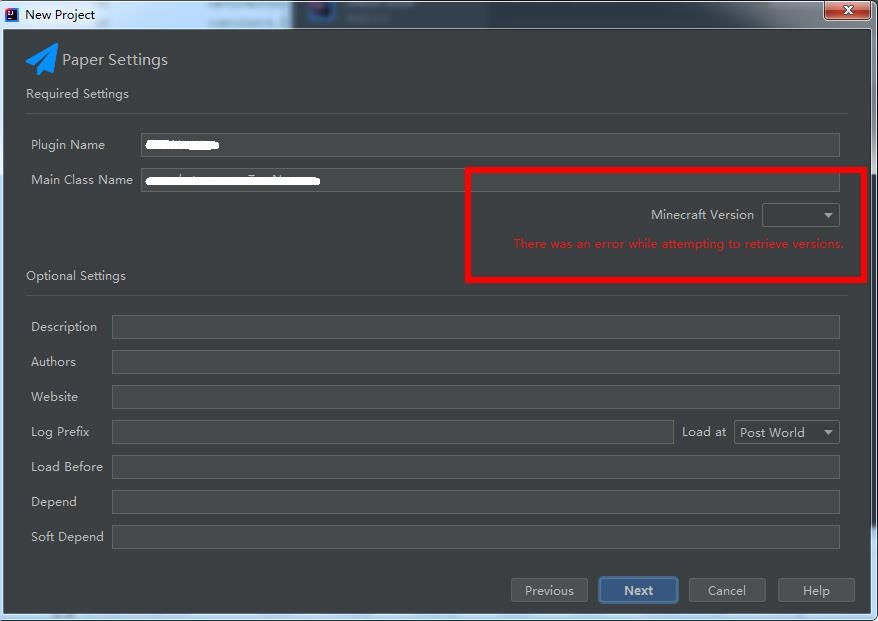 New Project
Paper Settings
Required Settings
Plugin Name
Main Class Name
Minecraft Version
There was an error while attempting to retrieve versions.
Optional Settings
Description
Authors
Website
Log Prefix Load at Post World
Load Before
Depend
Soft Depend
Previous Next Cancel Help